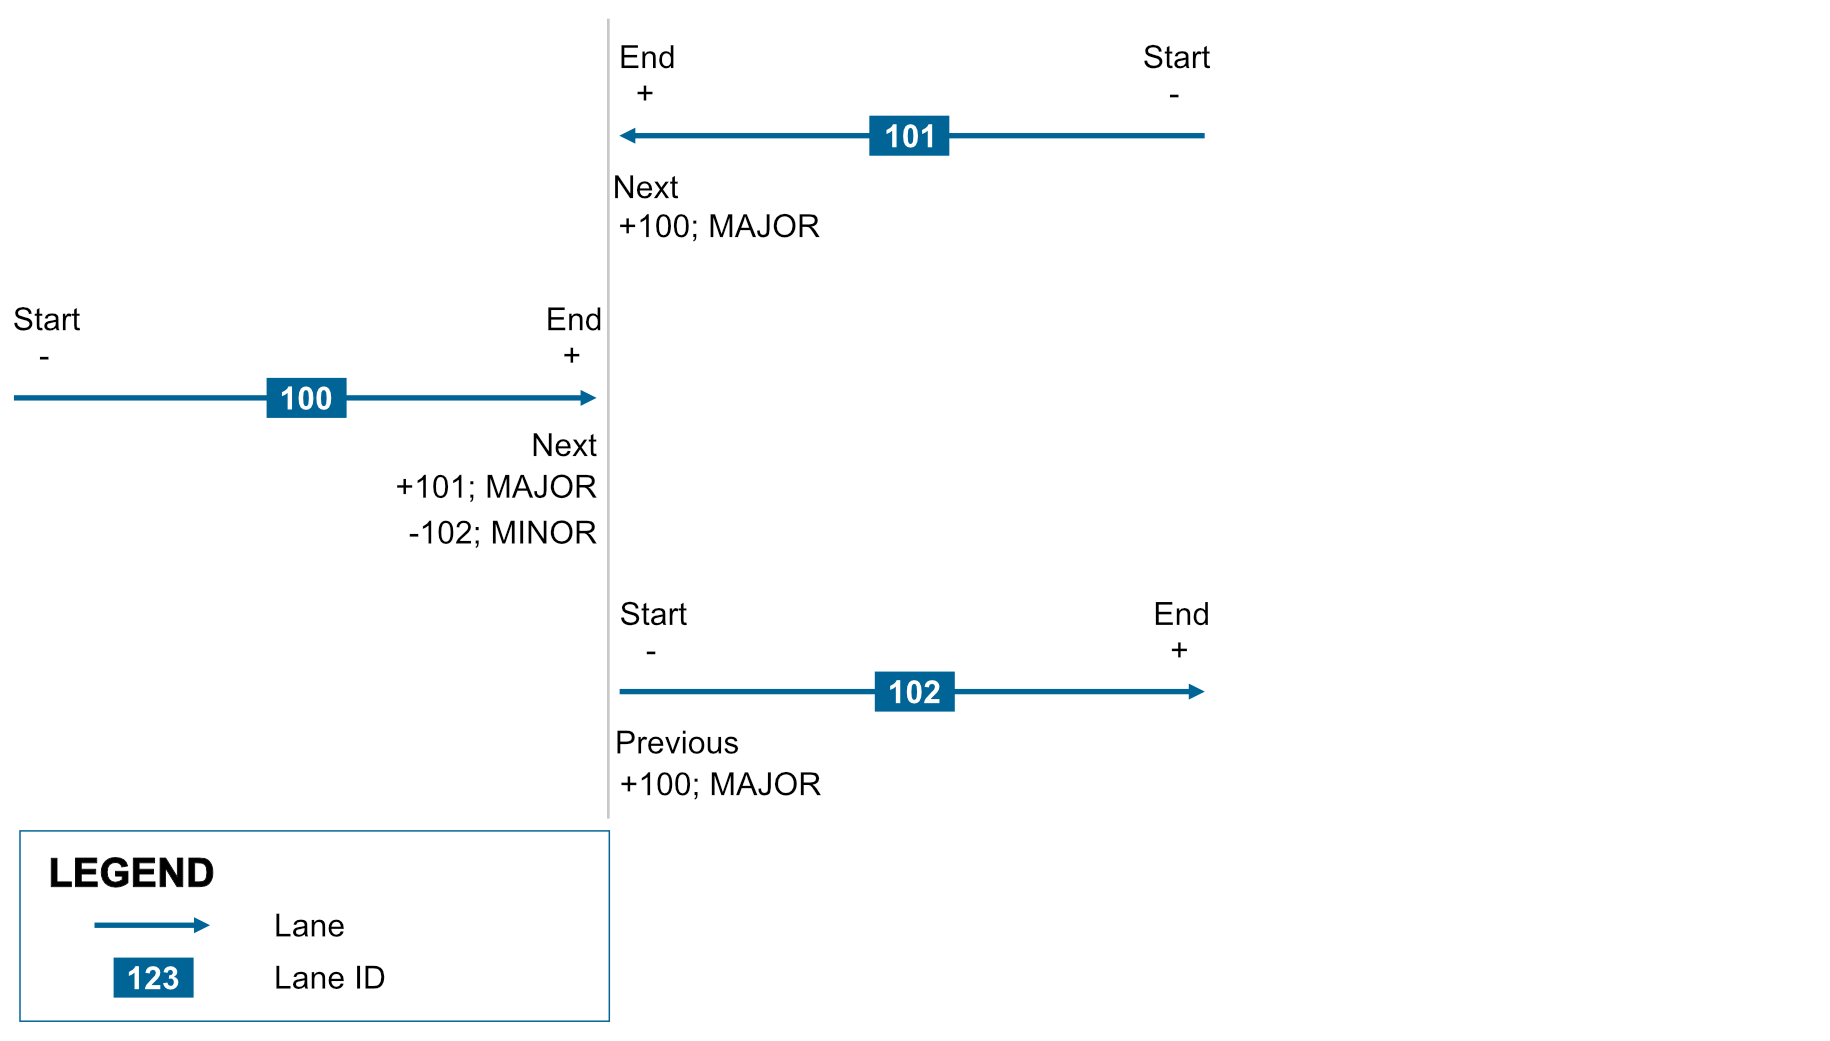 End Start
+ -
101
Next
+100; MAJOR
Start End
- +
100
Next
+101; MAJOR
-102; MINOR
Start End
- +
102
Previous
+100; MAJOR
LEGEND
Lane
123 Lane ID